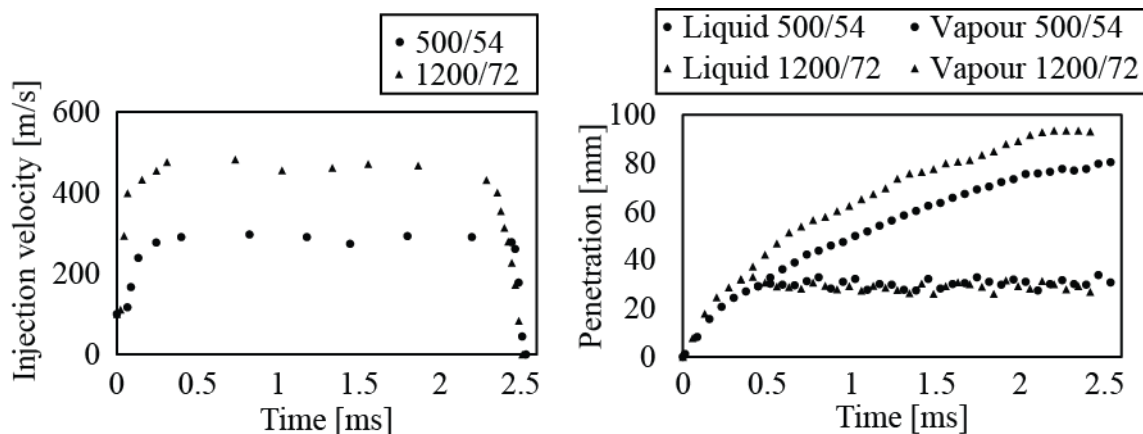 500/54
1200/72
Injection velocity [m/s]
600
400
200
0
0 0.5 1 1.5 2 2.5
Time [ms]
Liquid 500/54 Vapour 500/54
Liquid 1200/72 Vapour 1200/72
Penetration [mm]
100
80
60
40
20
0
0 0.5 1 1.5 2 2.5
Time [ms]